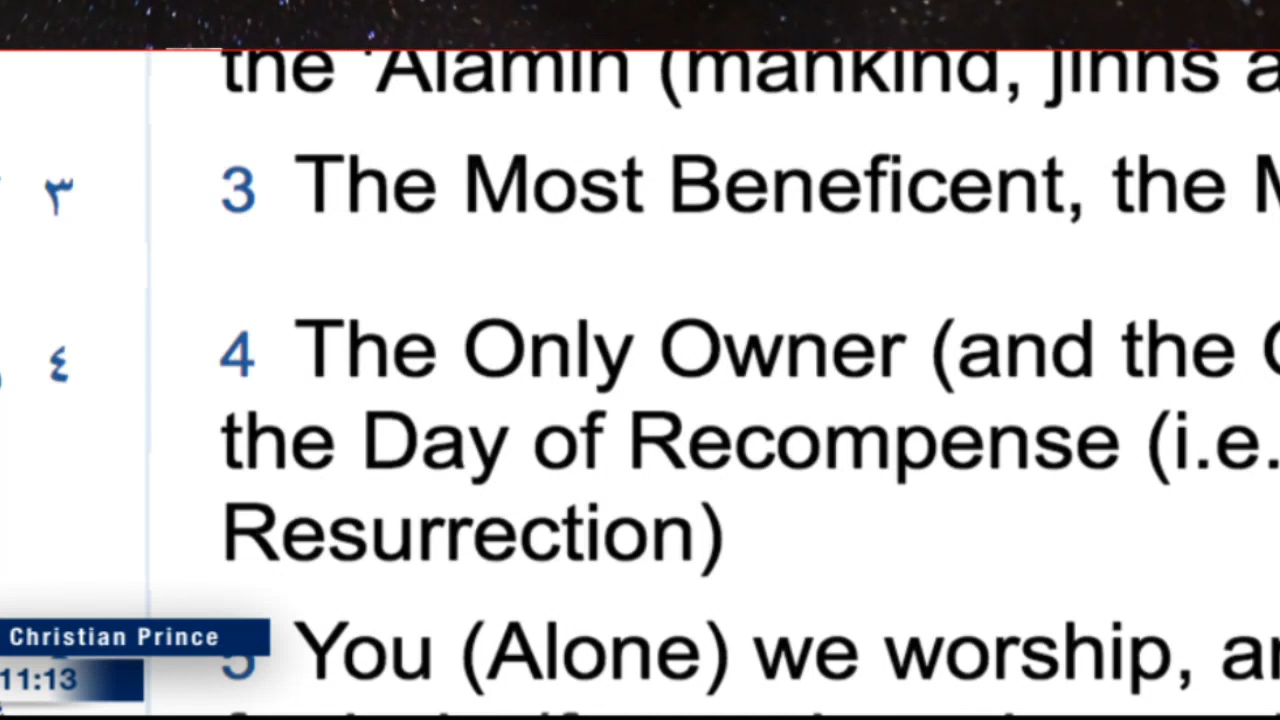 the 'Alamin (mankind, jinns
٣
3 The Most Beneficent, the
٤
4 The Only Owner (and the
the Day of Recompense (i.e.
Resurrection)
5 You (Alone) we worship,
Christian Prince
11:13